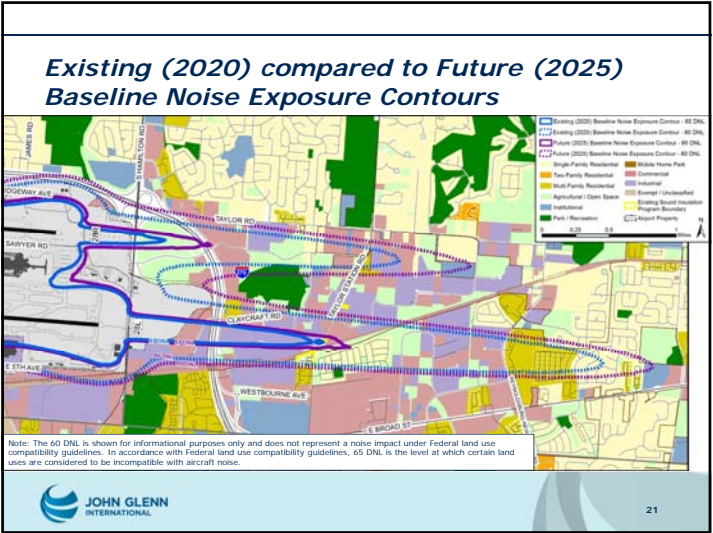 Existing (2020) compared to Future (2025)
Baseline Noise Exposure Contours
JAMES RD
S HAMILTON RD
RIDGEWAY AVE
SAWYER RD
28R
28L
E 5TH AVE
TAYLOR RD
TAYLOR STATION RD
CLAYCRAFT RD
WESTBOURNE AVE
E BROAD ST
Existing (2020) Baseline Noise Exposure Contour - 65 DNL
Existing (2020) Baseline Noise Exposure Contour - 60 DNL
Future (2025) Baseline Noise Exposure Contour - 65 DNL
Future (2025) Baseline Noise Exposure Contour - 60 DNL
Single-Family Residential
Two-Family Residential
Multi-Family Residential
Agricultural / Open Space
Institutional
Park / Recreation
Mobile Home Park
Commercial
Industrial
Exempt / Unclassified
Existing Sound Insulation
Program Boundary
Airport Property
N
0 0.25 0.5 1
Note: The 60 DNL is shown for informational purposes only and does not represent a noise impact under Federal land use
compatibility guidelines. In accordance with Federal land use compatibility guidelines, 65 DNL is the level at which certain land
uses are considered to be incompatible with aircraft noise.
JOHN GLENN
INTERNATIONAL
21